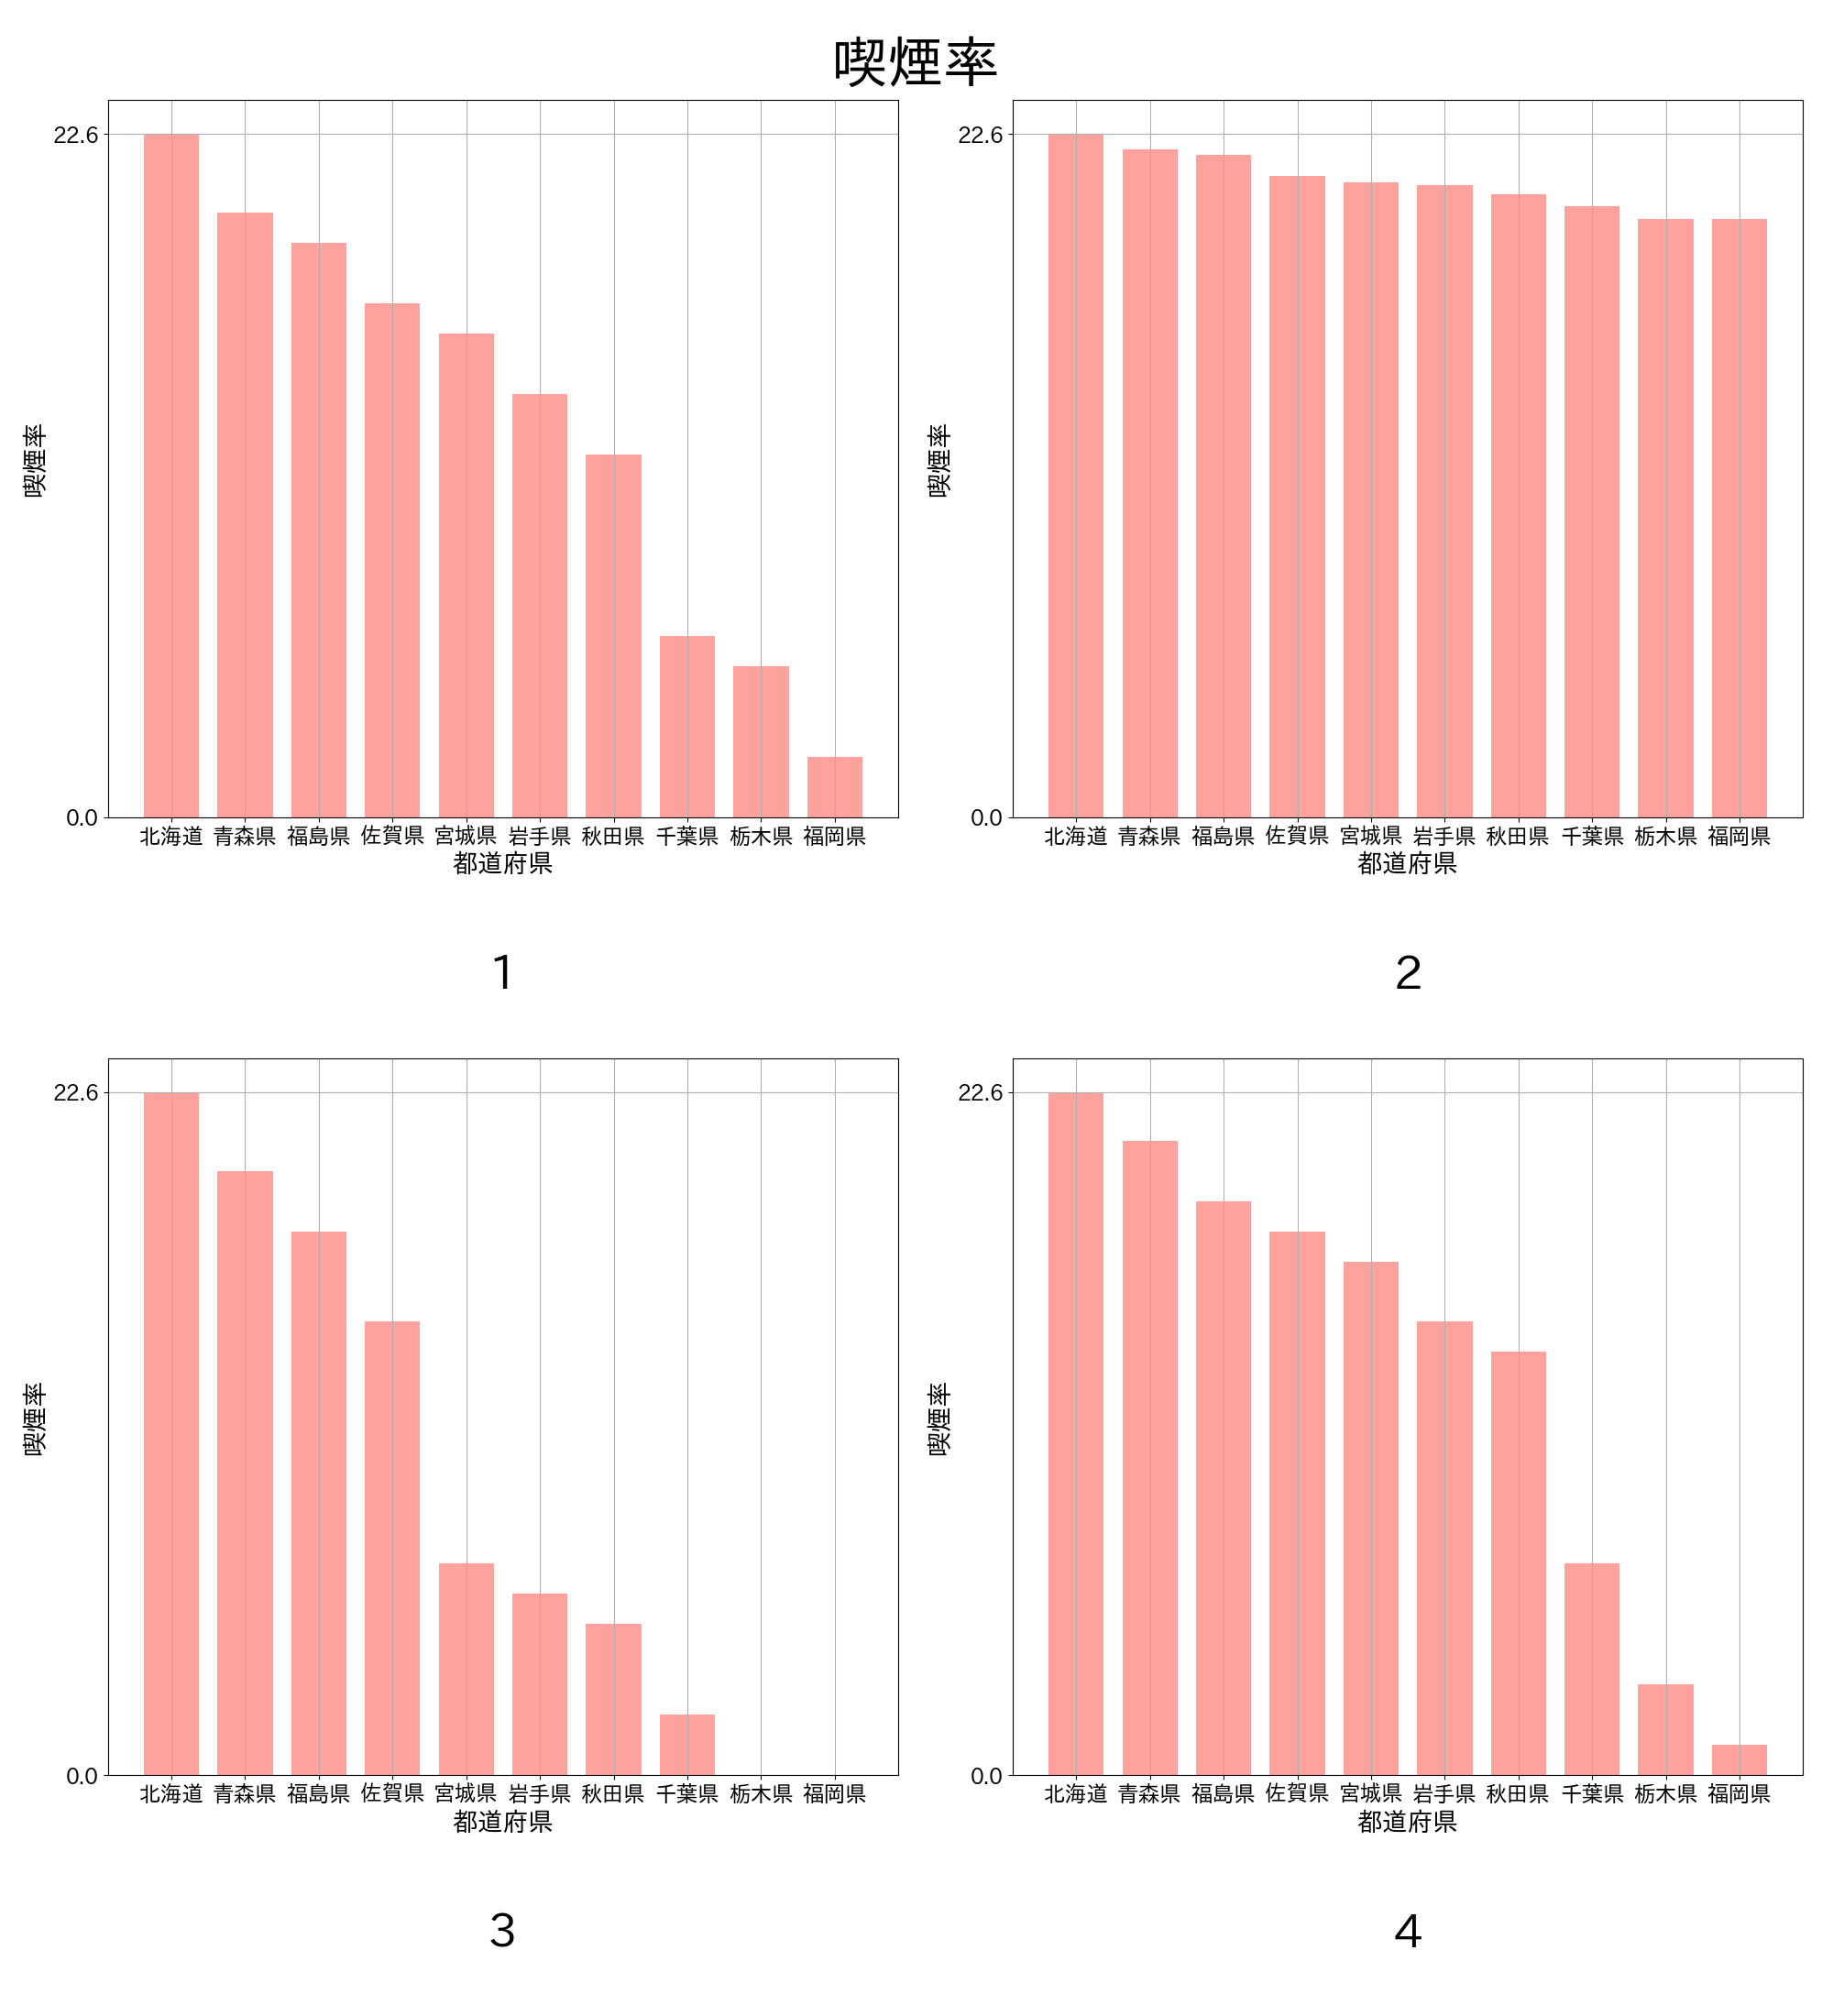 喫煙率
22.6
0.0
喫煙率
北海道 青森県 福島県 佐賀県 宮城県 岩手県 秋田県 千葉県 栃木県 福岡県
都道府県
1
22.6
0.0
喫煙率
北海道 青森県 福島県 佐賀県 宮城県 岩手県 秋田県 千葉県 栃木県 福岡県
都道府県
2
22.6
0.0
喫煙率
北海道 青森県 福島県 佐賀県 宮城県 岩手県 秋田県 千葉県 栃木県 福岡県
都道府県
3
22.6
0.0
喫煙率
北海道 青森県 福島県 佐賀県 宮城県 岩手県 秋田県 千葉県 栃木県 福岡県
都道府県
4